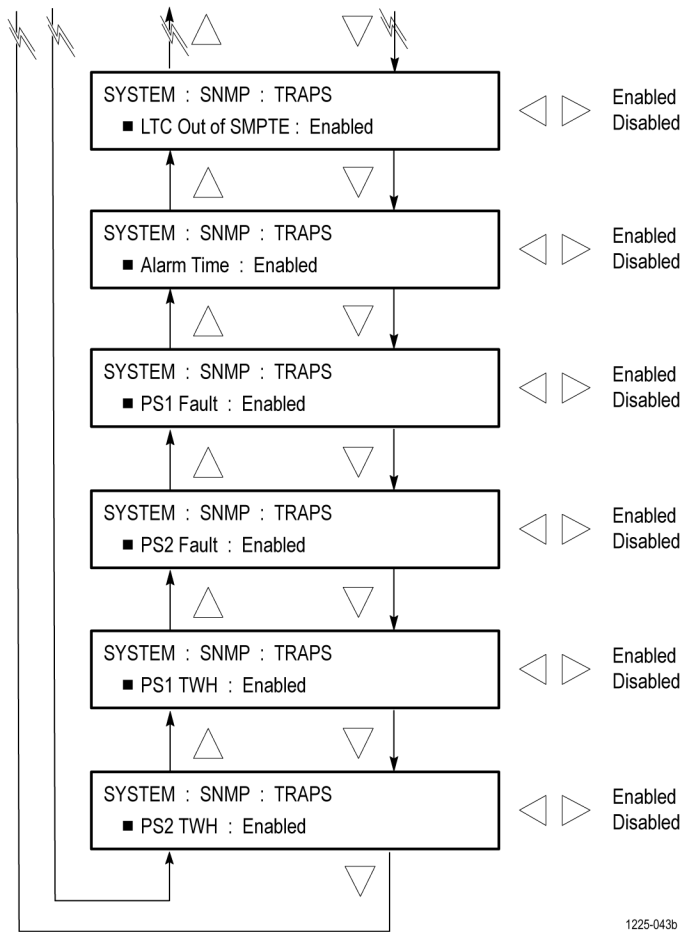 SYSTEM : SNMP : TRAPS
■ LTC Out of SMPTE : Enabled
Enabled
Disabled
SYSTEM : SNMP : TRAPS
■ Alarm Time : Enabled
Enabled
Disabled
SYSTEM : SNMP : TRAPS
■ PS1 Fault : Enabled
Enabled
Disabled
SYSTEM : SNMP : TRAPS
■ PS2 Fault : Enabled
Enabled
Disabled
SYSTEM : SNMP : TRAPS
■ PS1 TWH : Enabled
Enabled
Disabled
SYSTEM : SNMP : TRAPS
■ PS2 TWH : Enabled
Enabled
Disabled
1225-043b